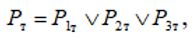 Pт = P1т ∨ P2т ∨ P3т,